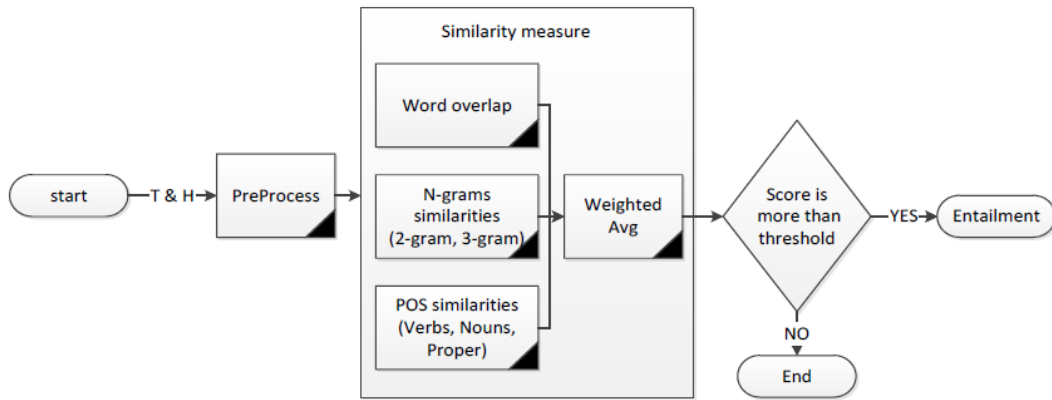 Similarity measure
Word overlap
start
T & H
PreProcess
N-grams
similarities
(2-gram, 3-gram)
Weighted
Avg
Score is
more than
threshold
YES
Entailment
POS similarities
(Verbs, Nouns,
Proper)
NO
End